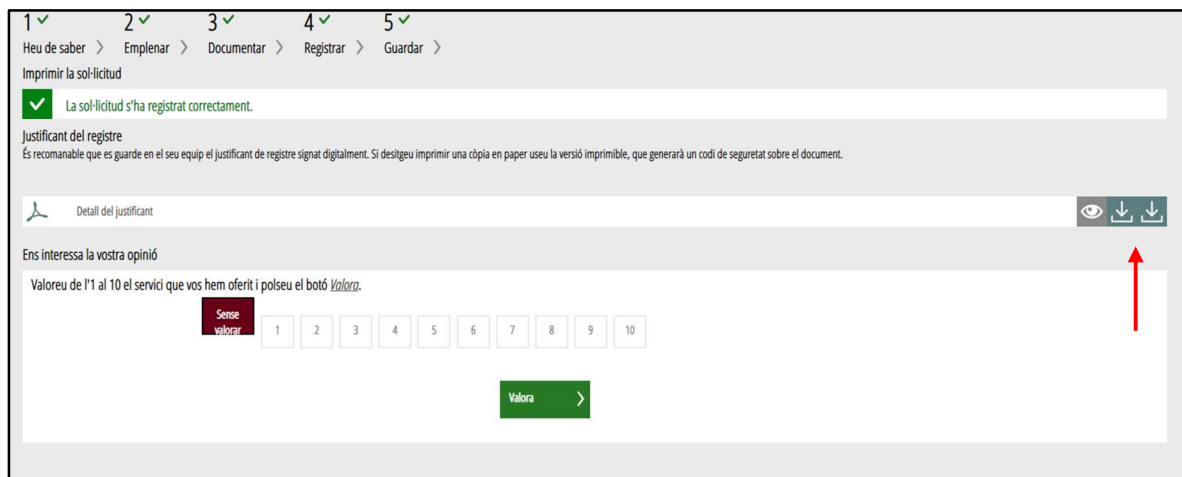 1 2 3 4 5
Heu de saber Emplenar Documentar Registrar Guardar
Imprimir la sol·licitud
La sol·licitud s'ha registrat correctament.
Justificant del registre
És recomanable que es guarde en el seu equip el justificant de registre signat digitalment. Si desitgeu imprimir una còpia en paper useu la versió imprimible, que generarà un codi de seguretat sobre el document.
Detall del justificant
Ens interessa la vostra opinió
Valoreu de l'1 al 10 el servici que vos hem oferit i polseu el botó Valora.
Sense
valorar
1 2 3 4 5 6 7 8 9 10
Valora